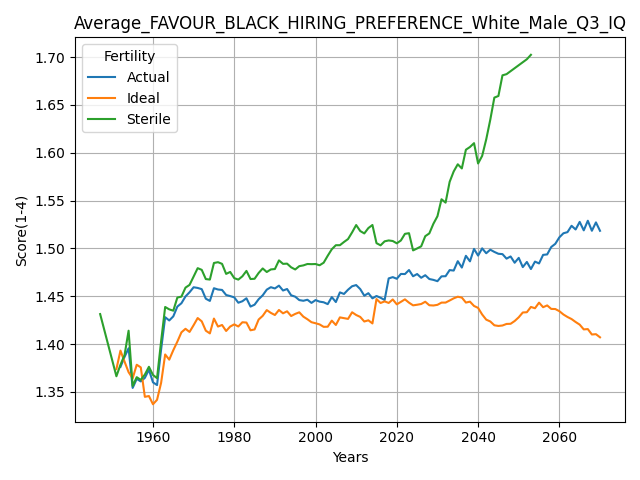 Average_FAVOUR_BLACK_HIRING_PREFERENCE_White_Male_Q3_IQ
Fertility
Actual
Ideal
Sterile
Score(1-4)
1.70
1.65
1.60
1.55
1.50
1.45
1.40
1.35
1960 1980 2000 2020 2040 2060
Years